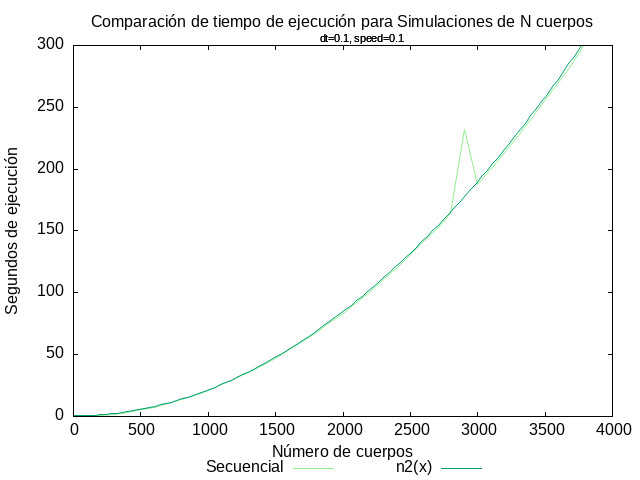 Comparación de tiempo de ejecución para Simulaciones de N cuerpos
dt=0.1, speed=0.1
300
250
200
150
100
50
0
Segundos de ejecución
0 500 1000 1500 2000 2500 3000 3500 4000
Número de cuerpos
Secuencial n2(x)